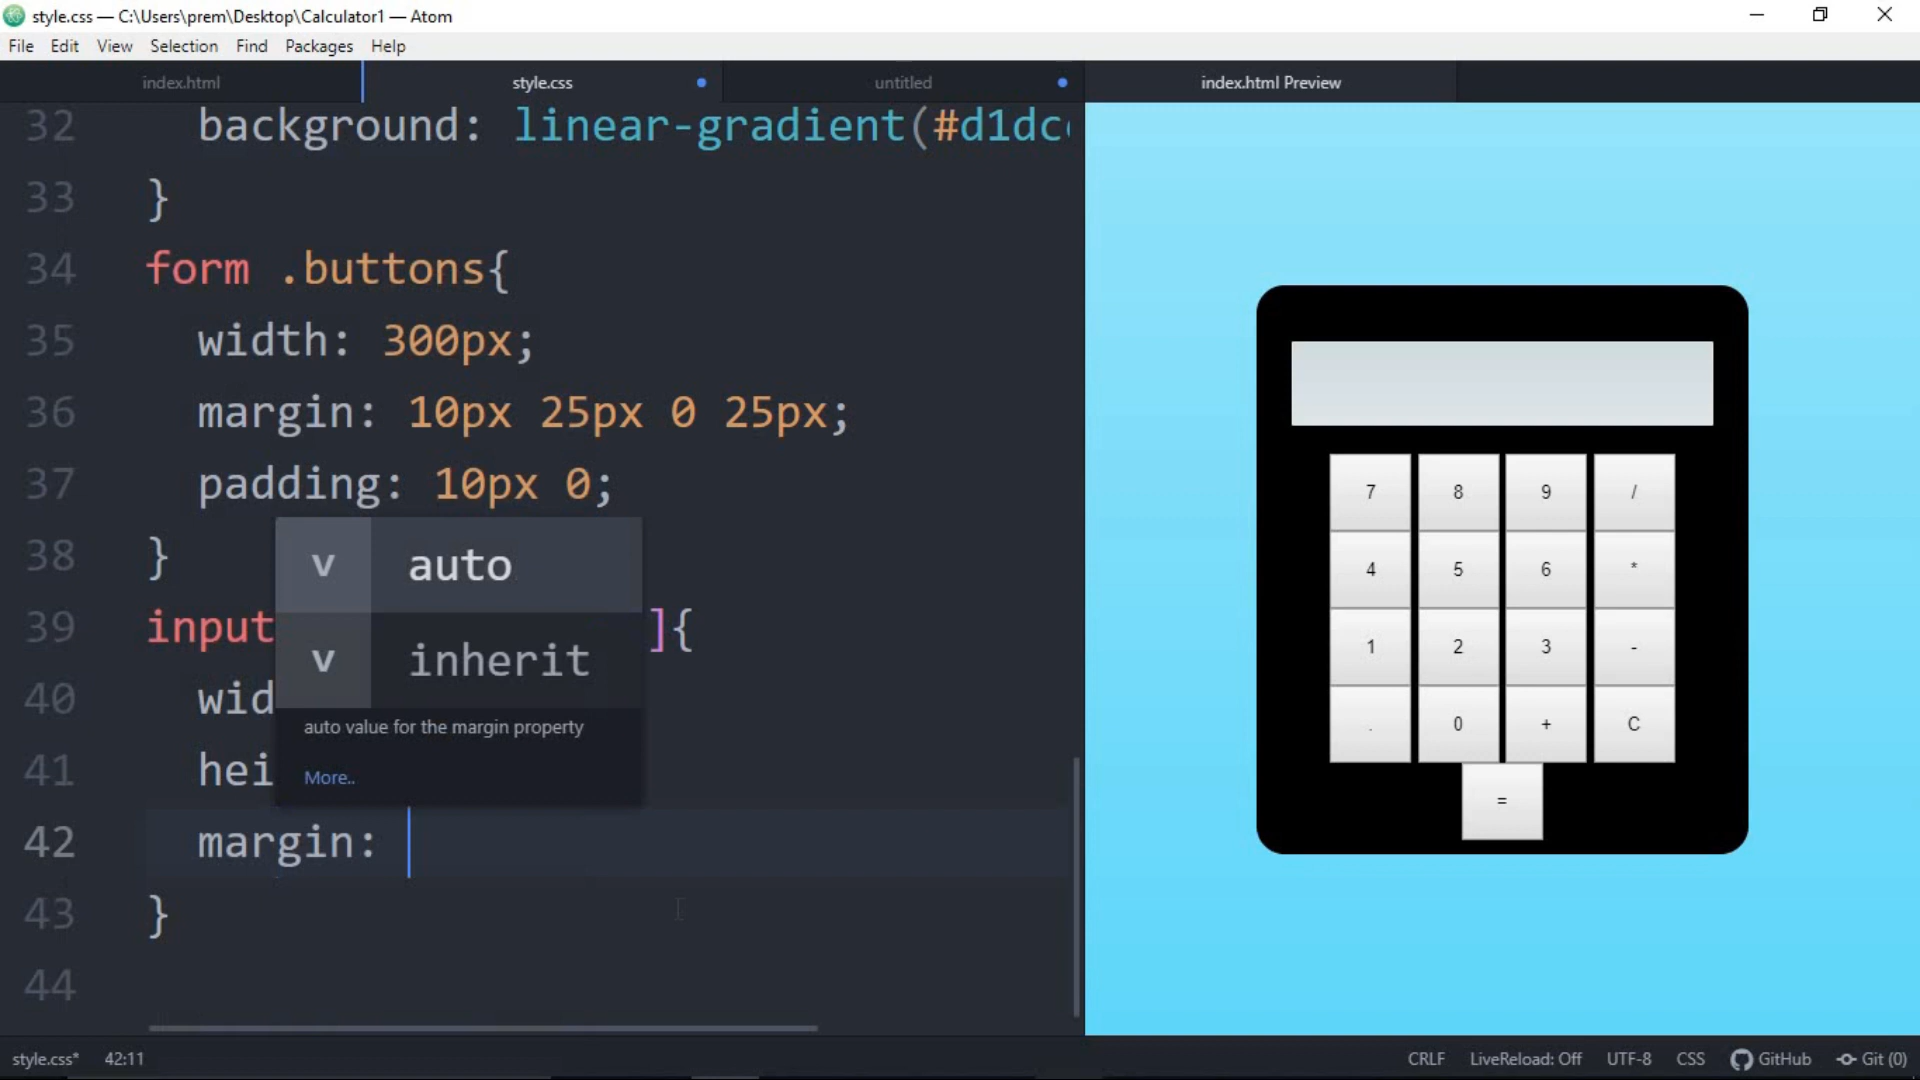 style.css — C:\Users\prem\Desktop\Calculator1 — Atom
File Edit View Selection Find Packages Help
index.html style.css untitled index.html Preview
32 background: linear-gradient(#d1dc
33 }
34 form .buttons{
35 width: 300px;
36 margin: 10px 25px 0 25px;
37 padding: 10px 0;
38 }
39 input ]{
40 wid
41 hei
42 margin:
43 }
44
v auto
v inherit
auto value for the margin property
More..
7 8 9 /
4 5 6 *
1 2 3 -
. 0 + C
=
style.css* 42:11 CRLF LiveReload: Off UTF-8 CSS GitHub Git (0)